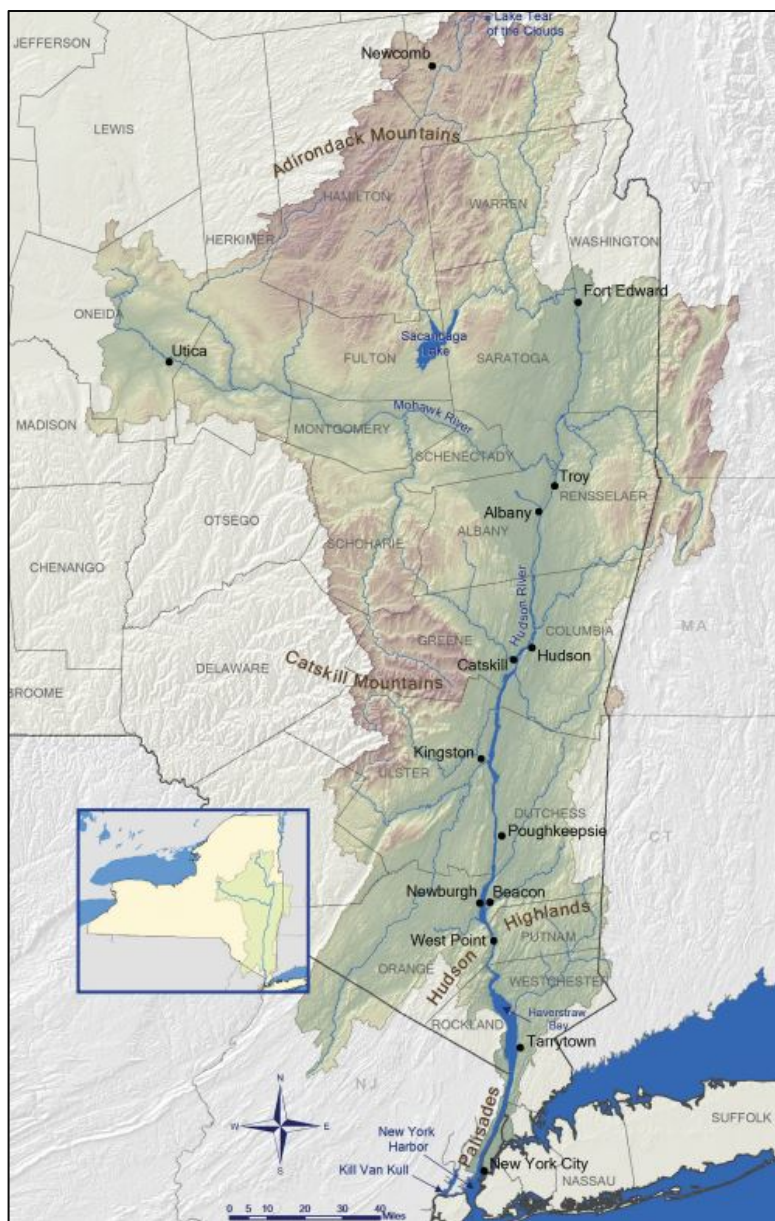 Lake Tear
of the Clouds
JEFFERSON
Newcomb
LEWIS
Adirondack Mountains
HAMILTON
WARREN
VT
HERKIMER
WASHINGTON
Fort Edward
ONEIDA
Sacandaga
Lake
Utica
FULTON
SARATOGA
Mohawk River
MADISON
MONTGOMERY
SCHENECTADY
Troy
RENSSELAER
Albany
OTSEGO
ALBANY
SCHOHARIE
CHENANGO
Hudson River
MA
COLUMBIA
GREENE
Hudson
Catskill
DELAWARE
Catskill Mountains
BROOME
Kingston
ULSTER
DUTCHESS
Poughkeepsie
CT
Newburgh
Beacon
Hudson Highlands
PUTNAM
West Point
ORANGE
WESTCHESTER
Haverstraw
Bay
ROCKLAND
Tarrytown
NJ
N
W
E
S
Palisades
SUFFOLK
New York
Harbor
Kill Van Kull
New York City
NASSAU
0 5 10 20 30 40
Miles